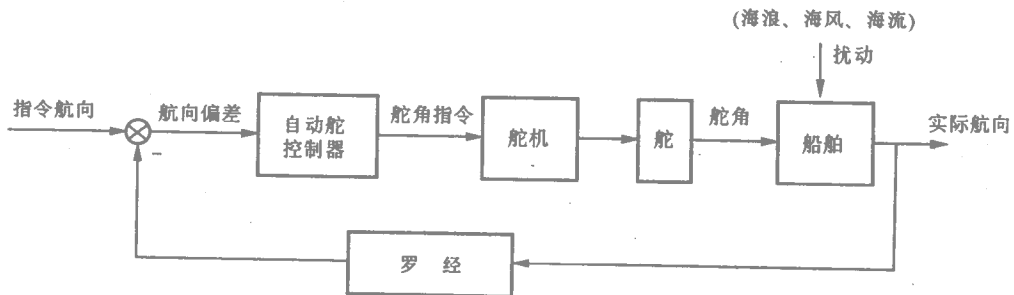 (海浪、海风、海流)
扰动
指令航向
航向偏差
自动舵
控制器
舵角指令
舵机
舵
舵角
船舶
实际航向
−
罗 经